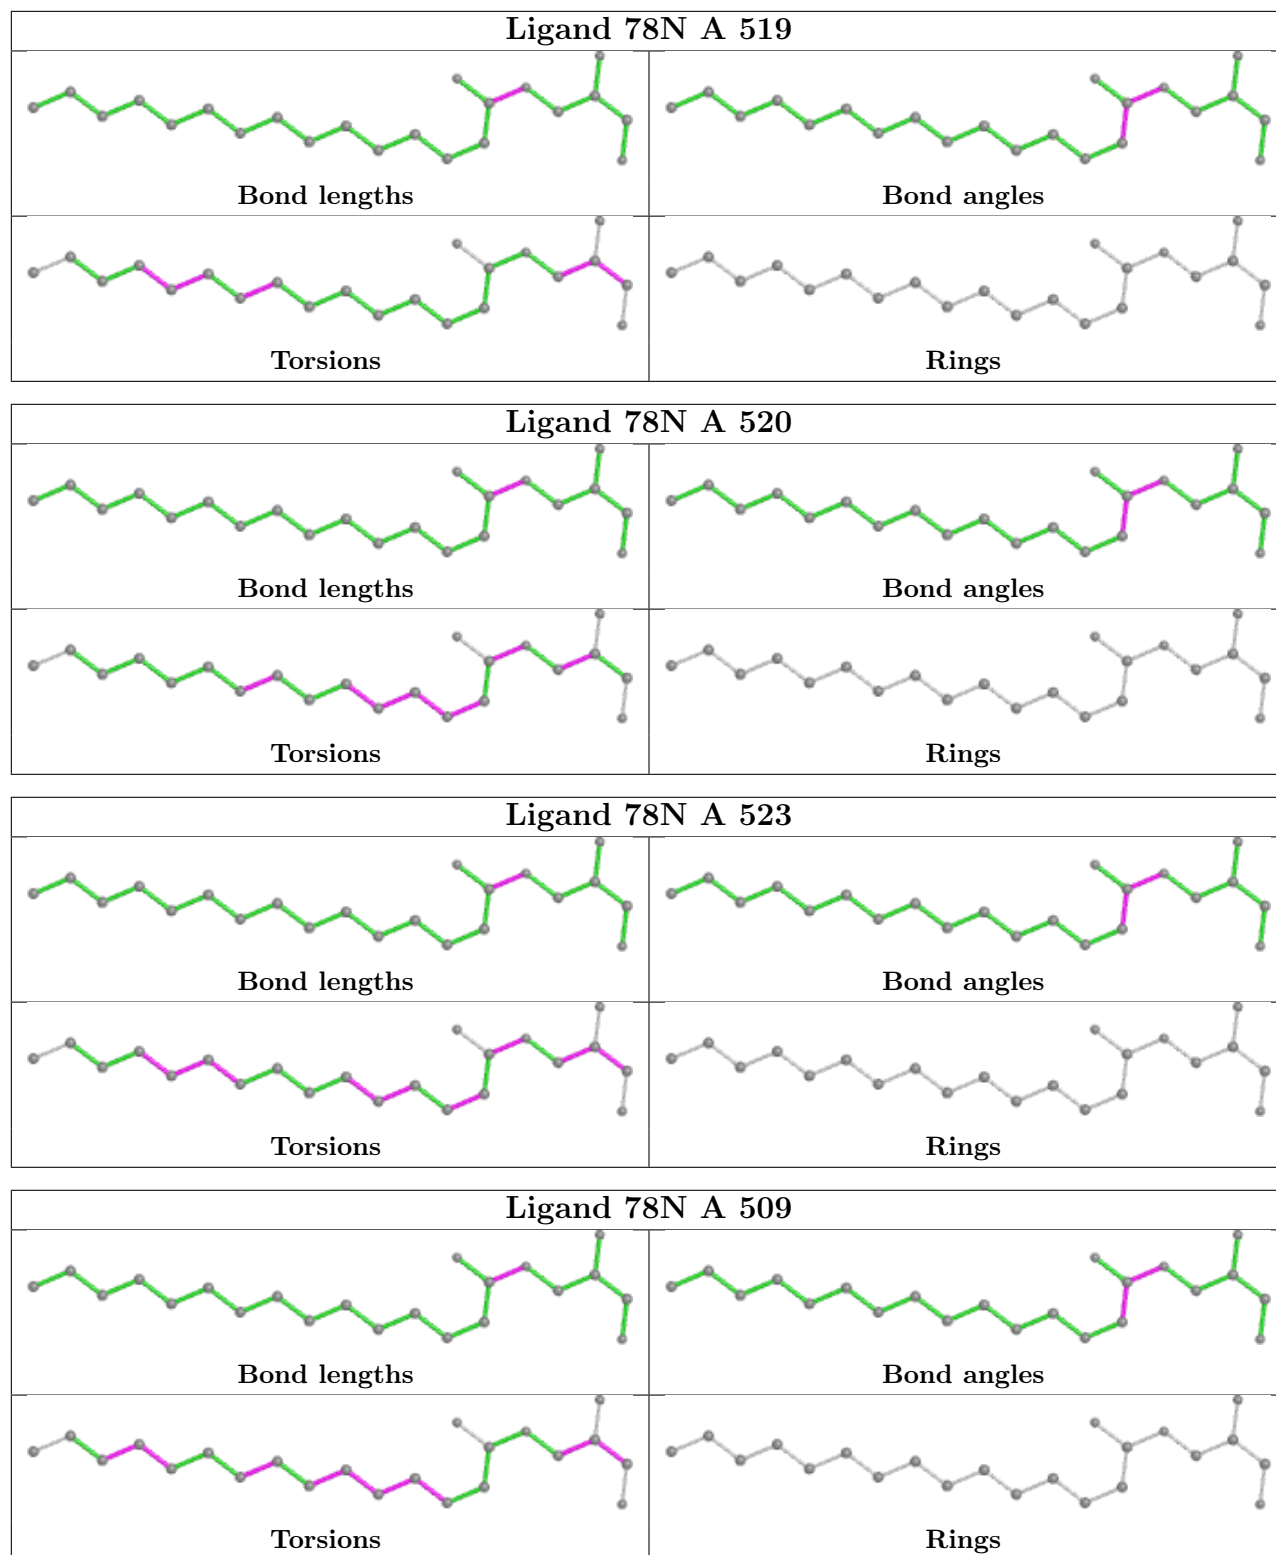 Ligand 78N A 519
Bond lengths
Bond angles
Torsions
Rings
Ligand 78N A 520
Bond lengths
Bond angles
Torsions
Rings
Ligand 78N A 523
Bond lengths
Bond angles
Torsions
Rings
Ligand 78N A 509
Bond lengths
Bond angles
Torsions
Rings